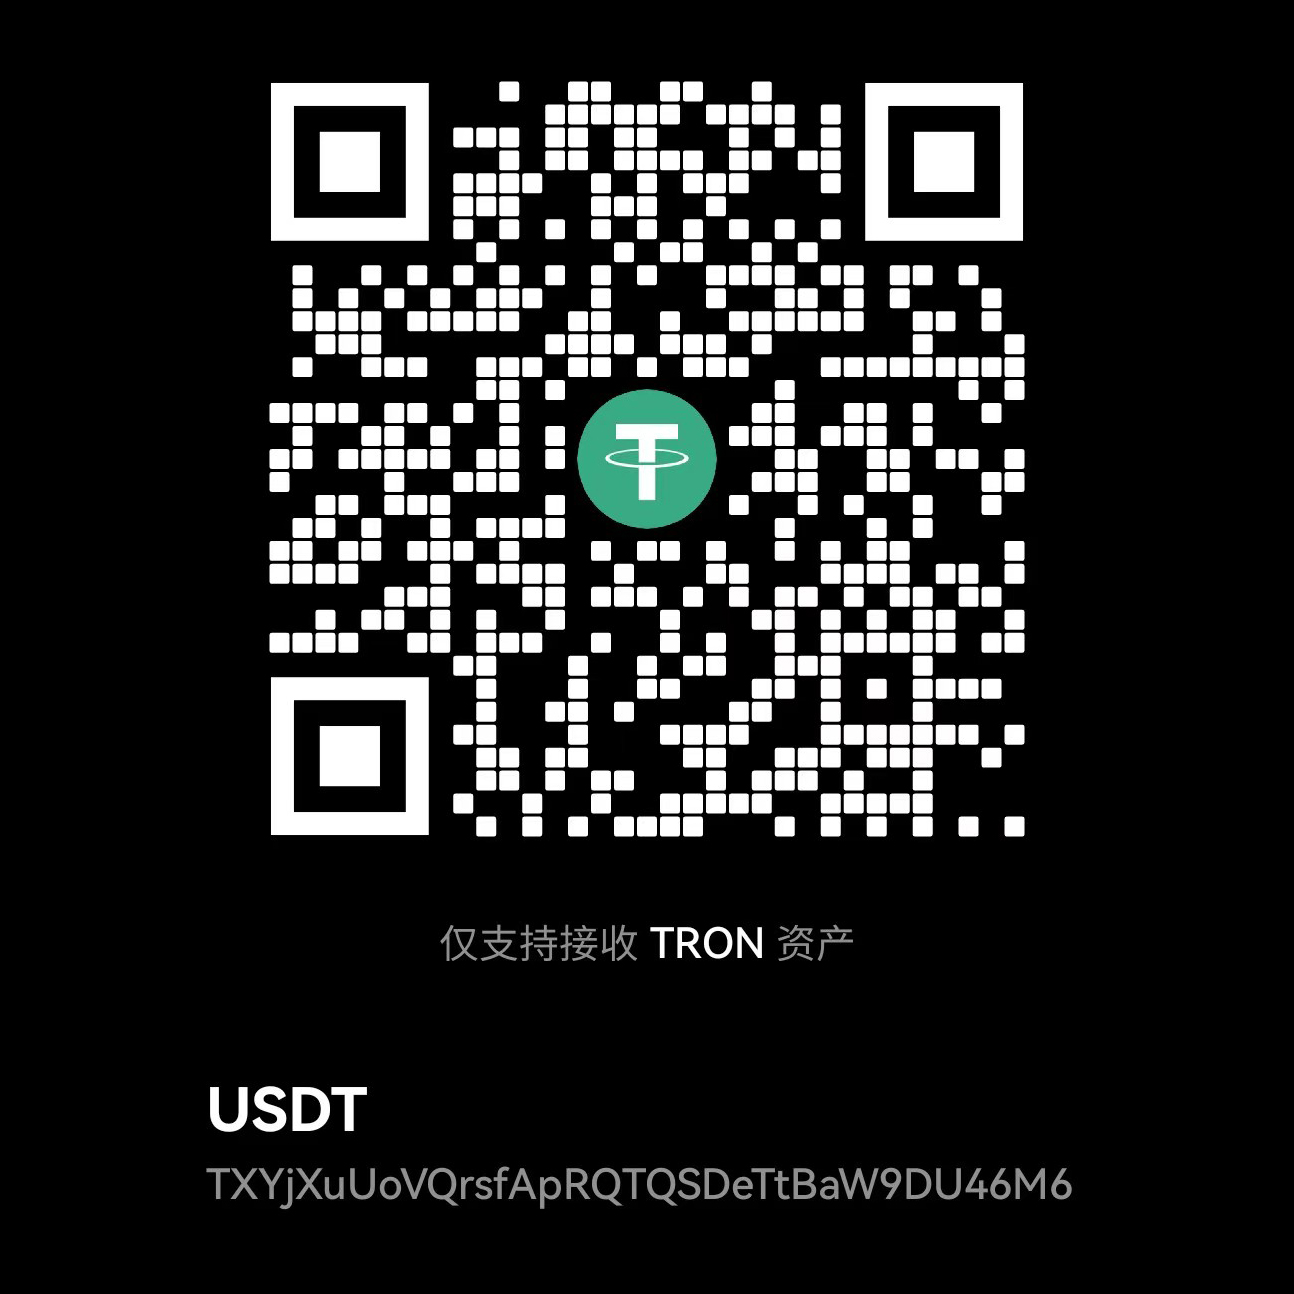 仅支持接收 TRON 资产
USDT
TXYjXuUoVQrsfApRQTQSDeTtBaW9DU46M6